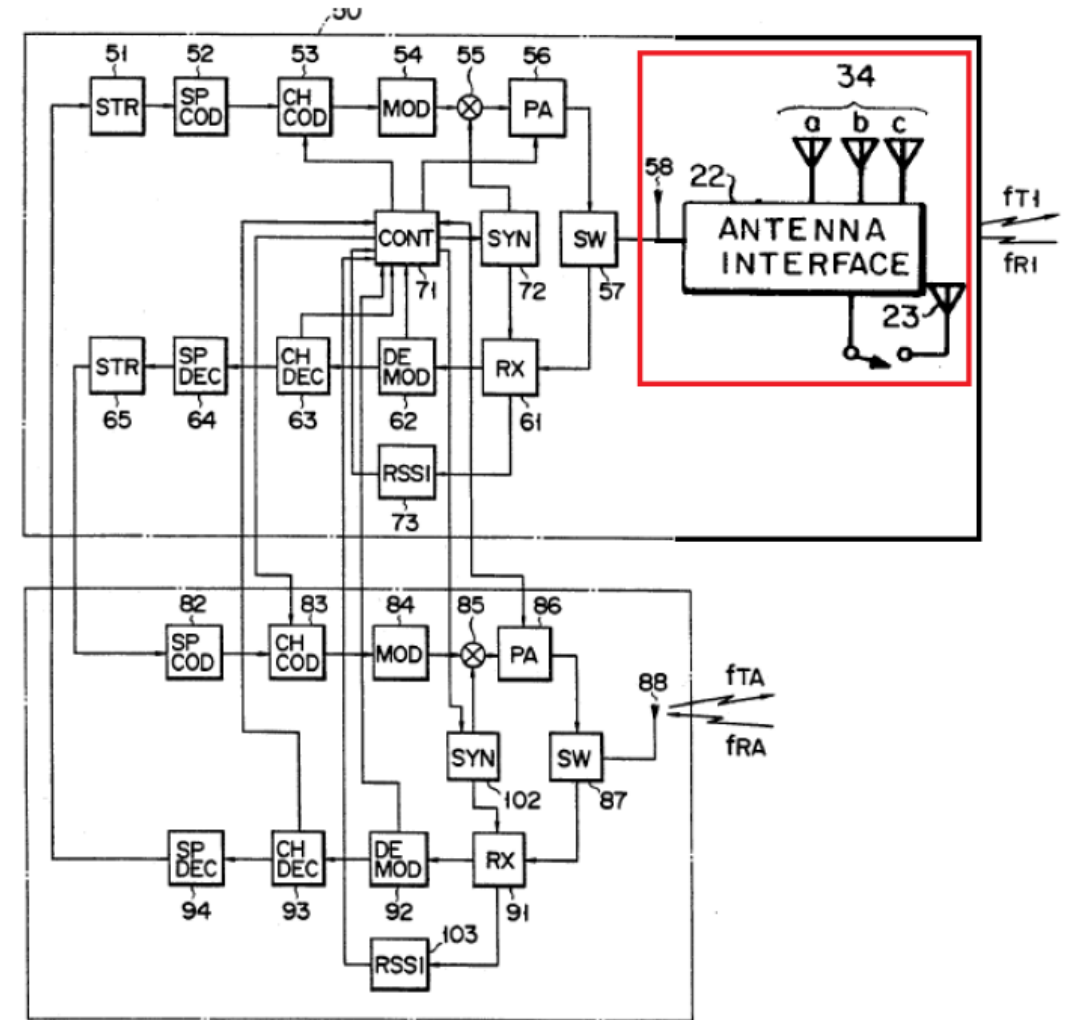 50
51 52 53 54 55 56
STR SP COD CH COD MOD PA
34
a b c
58
22
ANTENNA INTERFACE
fT1
fR1
CONT SYN SW
71 72 57
23
STR SP DEC CH DEC DE MOD RX
65 64 63 62 61
RSSI
73
82 83 84 85 86
SP COD CH COD MOD PA
88
fTA
fRA
SYN SW
102 87
SP DEC CH DEC DE MOD RX
94 93 92 91
103
RSSI